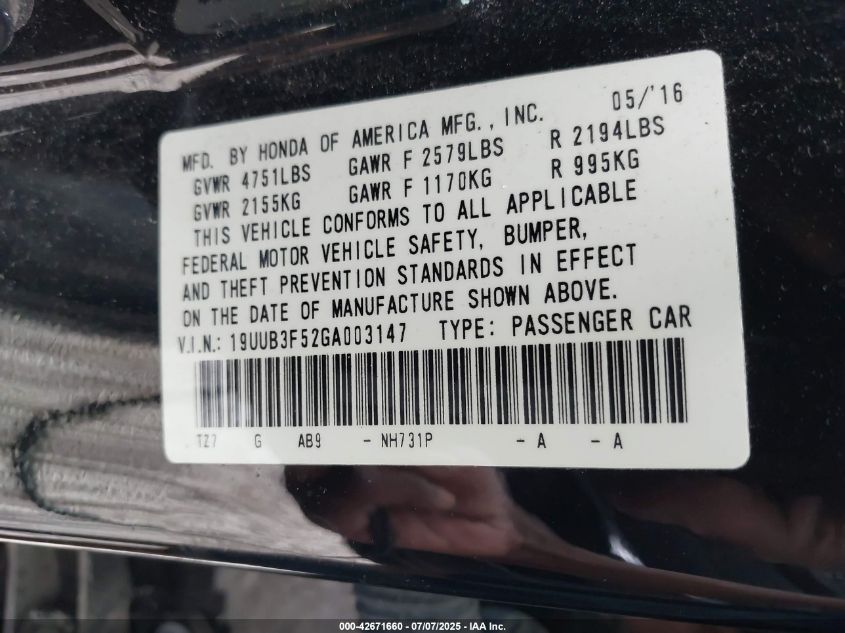 05/'16
MFD. BY HONDA OF AMERICA MFG., INC.
GVWR 4751LBS GAWR F 2579LBS R 2194LBS
GVWR 2155KG GAWR F 1170KG R 995KG
THIS VEHICLE CONFORMS TO ALL APPLICABLE
FEDERAL MOTOR VEHICLE SAFETY, BUMPER,
AND THEFT PREVENTION STANDARDS IN EFFECT
ON THE DATE OF MANUFACTURE SHOWN ABOVE.
V.I.N.: 19UUB3F52GA003147 TYPE: PASSENGER CAR
TZ7 G AB9 - NH731P - A - A
000-42671660 - 07/07/2025 - IAA Inc.